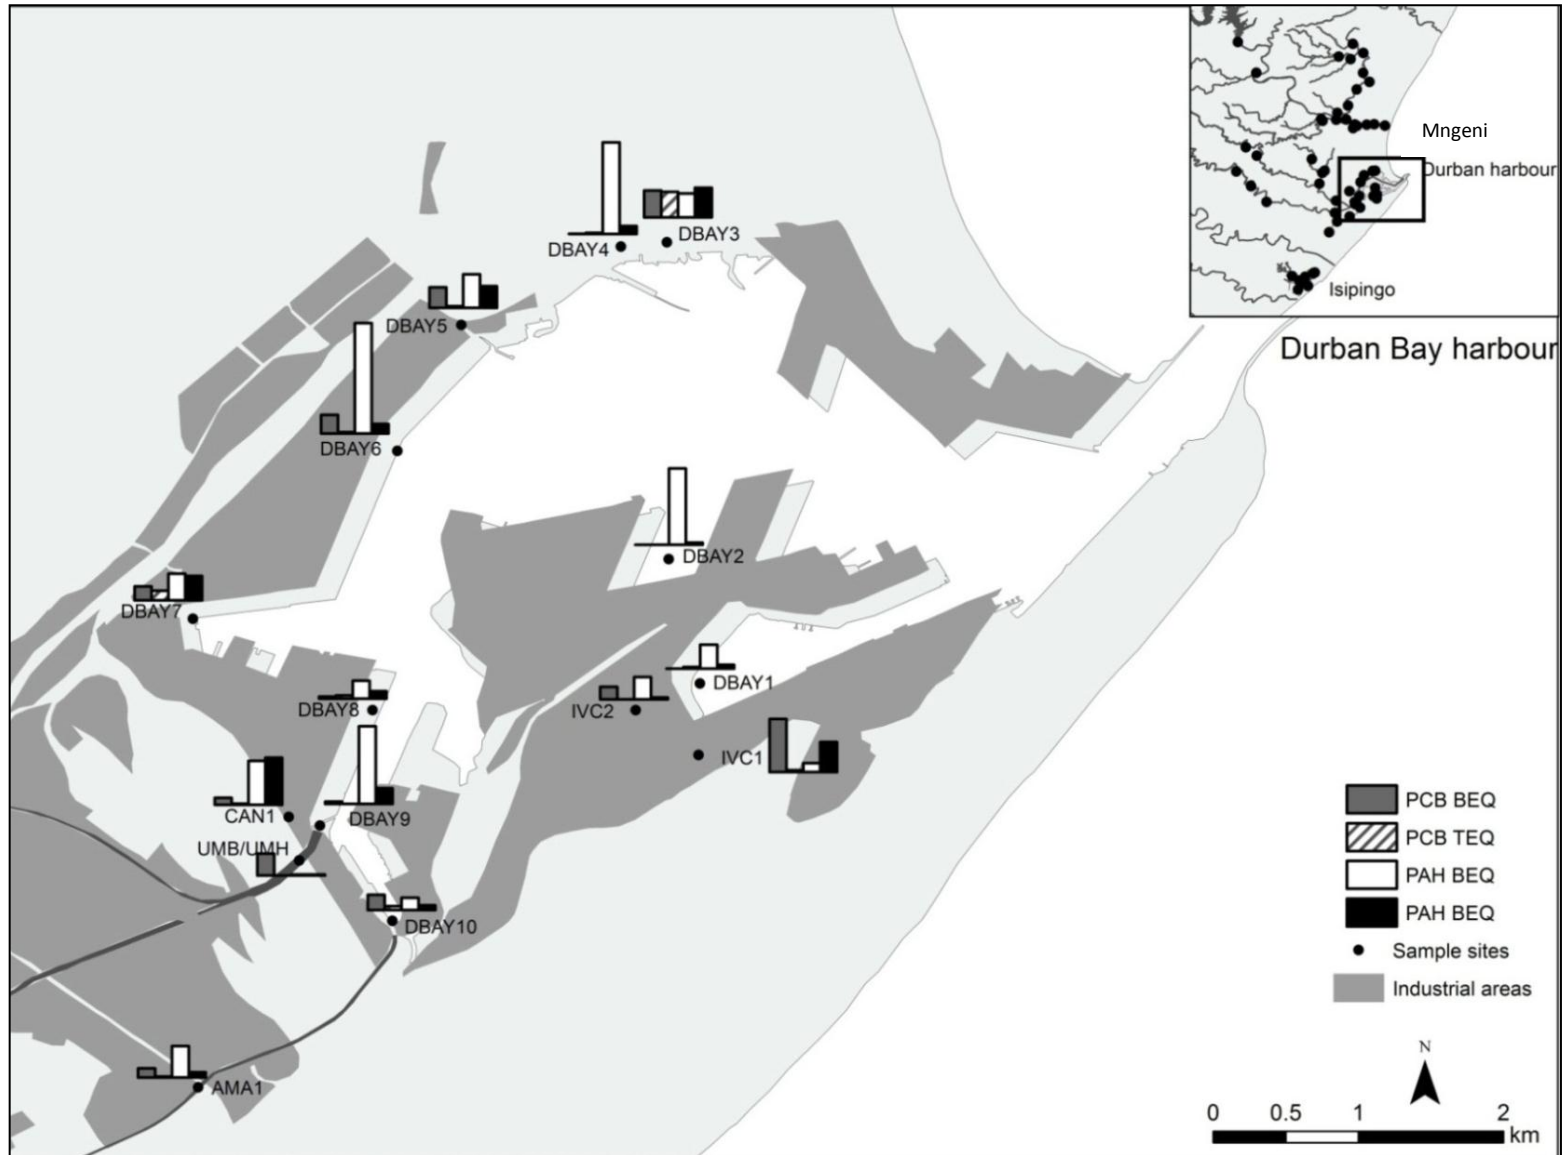 Mngeni
Durban harbour
Isipingo
Durban Bay harbour
DBAY4
DBAY3
DBAY5
DBAY6
DBAY2
DBAY7
DBAY1
DBAY8
IVC2
IVC1
CAN1
DBAY9
UMB/UMH
DBAY10
AMA1
PCB BEQ
PCB TEQ
PAH BEQ
PAH BEQ
Sample sites
Industrial areas
N
0 0.5 1 2
km